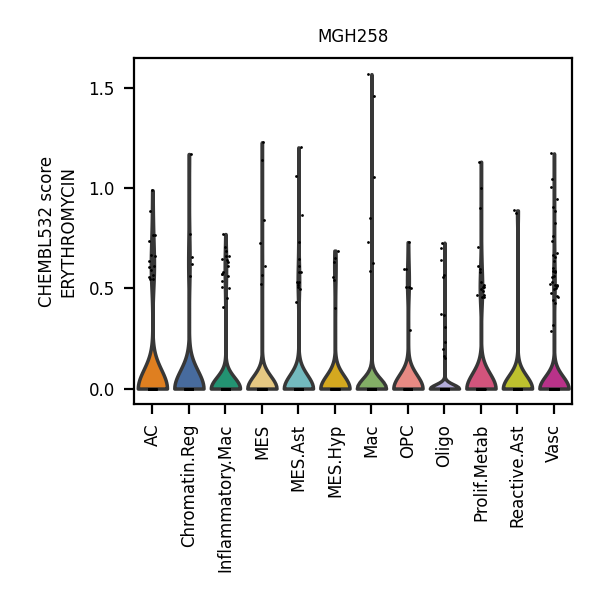 MGH258
CHEMBL532 score
ERYTHROMYCIN
1.5
1.0
0.5
0.0
AC
Chromatin.Reg
Inflammatory.Mac
MES
MES.Ast
MES.Hyp
Mac
OPC
Oligo
Prolif.Metab
Reactive.Ast
Vasc